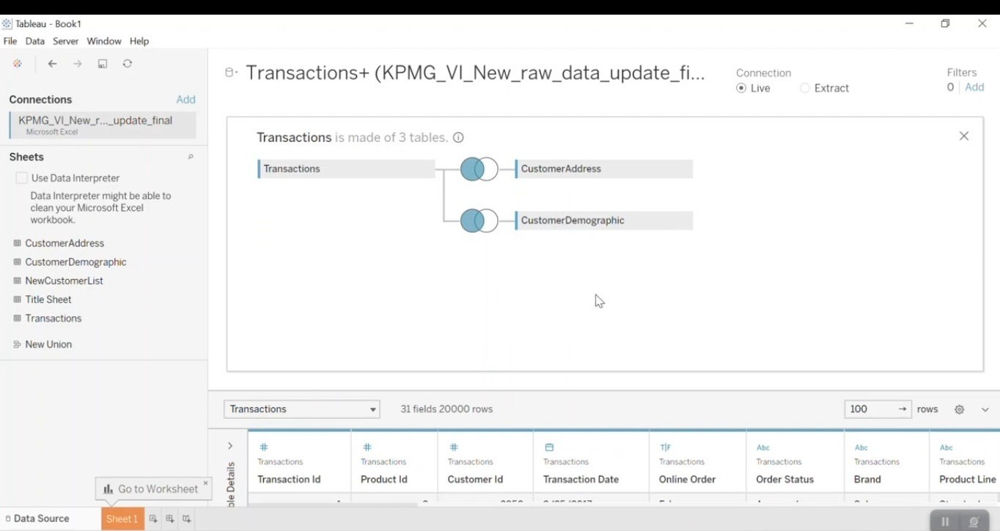 Tableau - Book1
File Data Server Window Help
Connections Add
KPMG_VI_New_r..._update_final
Microsoft Excel
Sheets
Use Data Interpreter
Data Interpreter might be able to
clean your Microsoft Excel
workbook.
CustomerAddress
CustomerDemographic
NewCustomerList
Title Sheet
Transactions
New Union
Transactions+ (KPMG_VI_New_raw_data_update_fi...
Connection
Live Extract
Filters
0 Add
Transactions is made of 3 tables.
Transactions CustomerAddress
CustomerDemographic
Transactions 31 fields 20000 rows 100 rows
# # # T|F Abc Abc Abc
Transactions Transactions Transactions Transactions Transactions Transactions Transactions Transactions
Transaction Id Product Id Customer Id Transaction Date Online Order Order Status Brand Product Line
Details
Go to Worksheet
Data Source Sheet 1